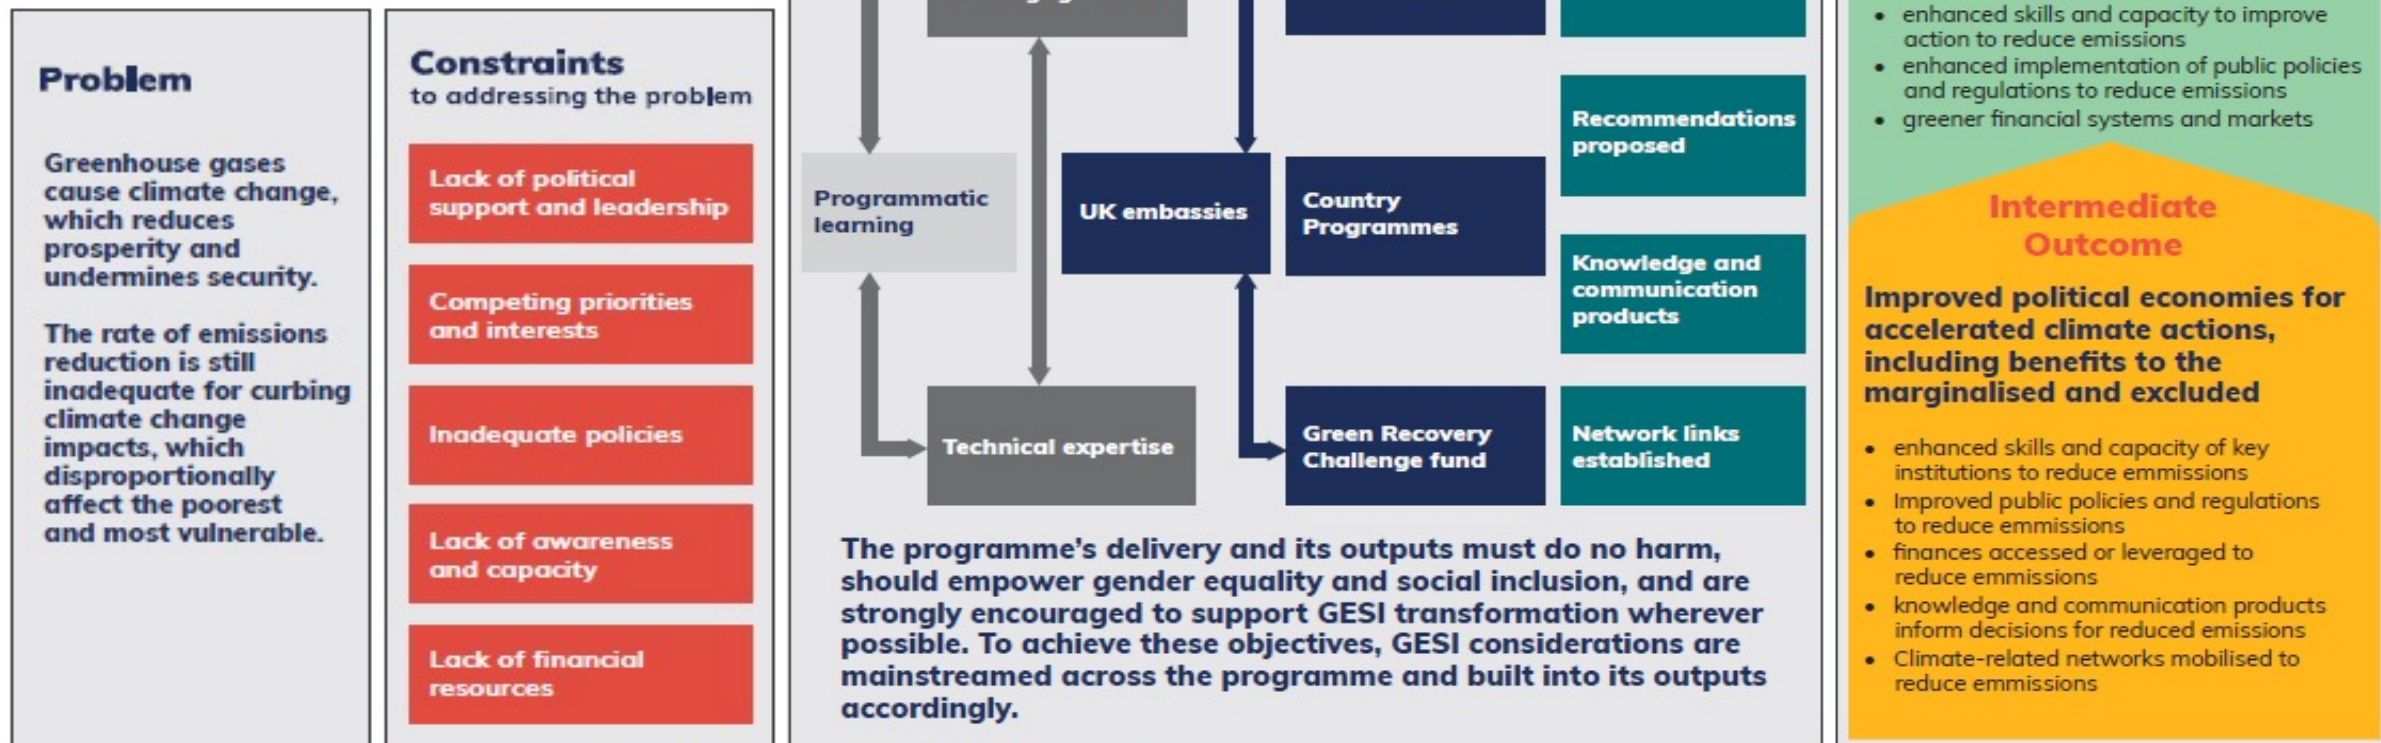 Problem
Greenhouse gases
cause climate change,
which reduces
prosperity and
undermines security.
The rate of emissions
reduction is still
inadequate for curbing
climate change
impacts, which
disproportionally
affect the poorest
and most vulnerable.
Constraints
to addressing the problem
Lack of political
support and leadership
Competing priorities
and interests
Inadequate policies
Lack of awareness
and capacity
Lack of financial
resources
Programmatic
learning
UK embassies
Country
Programmes
Technical expertise
Green Recovery
Challenge fund
Recommendations
proposed
Knowledge and
communication
products
Network links
established
The programme's delivery and its outputs must do no harm,
should empower gender equality and social inclusion, and are
strongly encouraged to support GESI transformation wherever
possible. To achieve these objectives, GESI considerations are
mainstreamed across the programme and built into its outputs
accordingly.
• enhanced skills and capacity to improve
action to reduce emissions
• enhanced implementation of public policies
and regulations to reduce emissions
• greener financial systems and markets
Intermediate
Outcome
Improved political economies for
accelerated climate actions,
including benefits to the
marginalised and excluded
• enhanced skills and capacity of key
institutions to reduce emmissions
• Improved public policies and regulations
to reduce emmissions
• finances accessed or leveraged to
reduce emmissions
• knowledge and communication products
inform decisions for reduced emissions
• Climate-related networks mobilised to
reduce emmissions